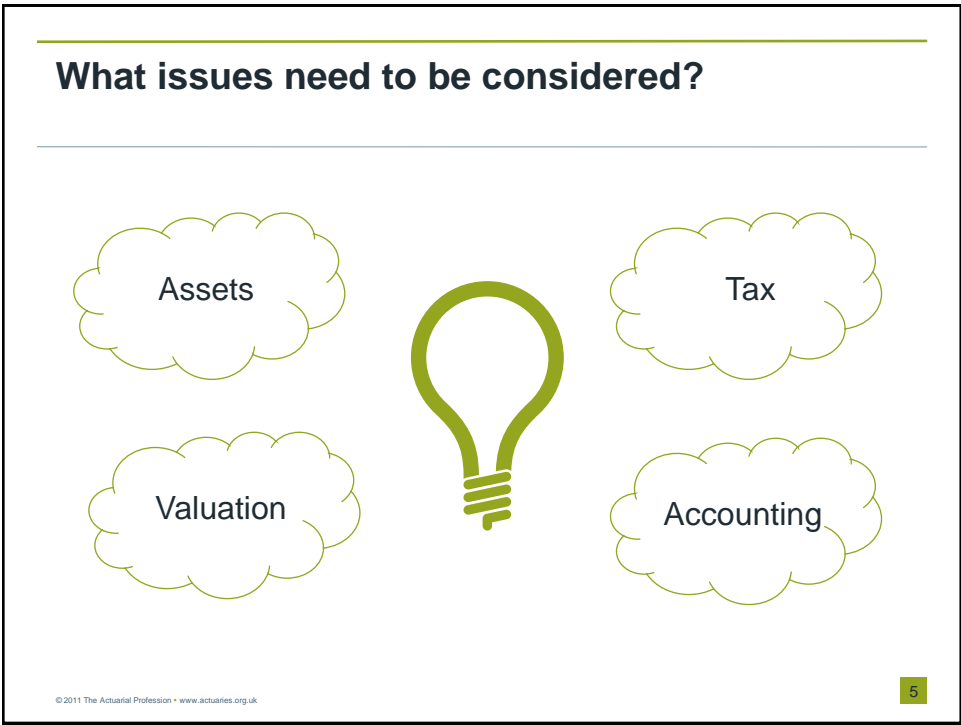 What issues need to be considered?
Assets
Tax
Valuation
Accounting
© 2011 The Actuarial Profession • www.actuaries.org.uk
5